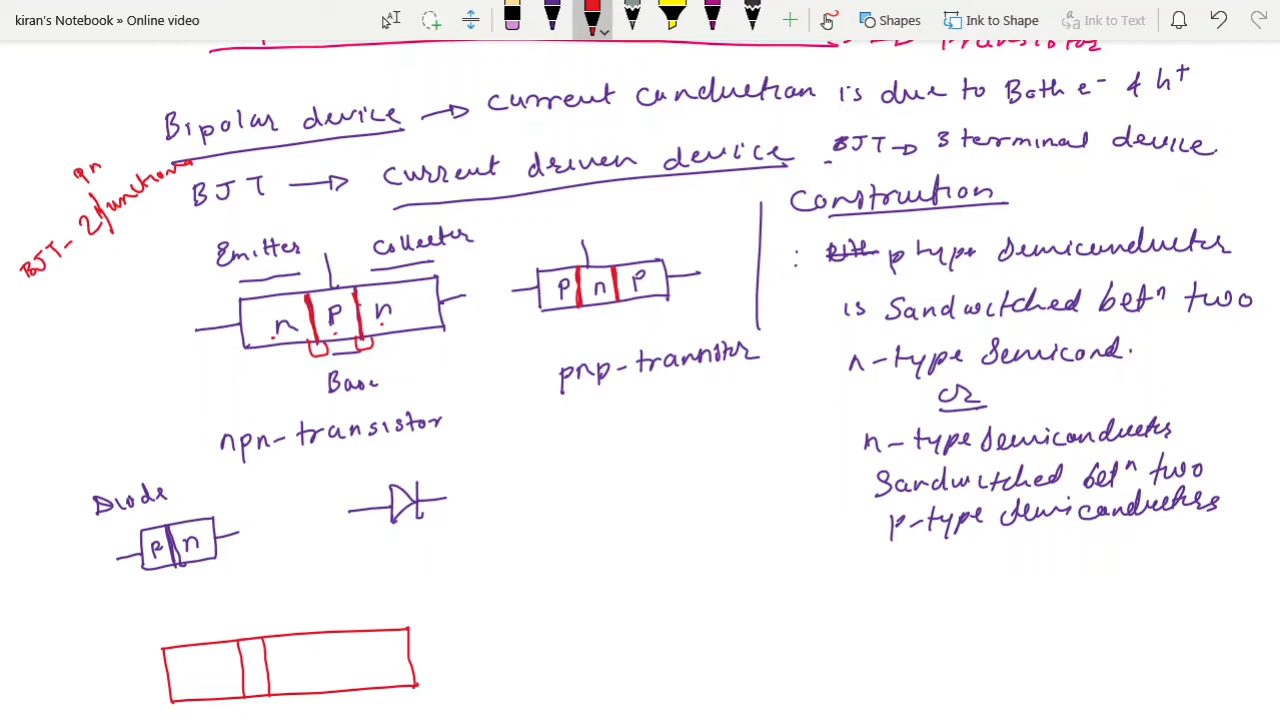 kiran's Notebook » Online video
Shapes
Ink to Shape
Ink to Text
Transistor
Bipolar device → current conduction is due to Both e- & h+
BJT → current driven device
BJT → 3 terminal device
BJT - 2 junction
Construction
Emitter
Collector
n p n
Base
npn-transistor
p n p
pnp-transistor
: p type semiconductor
is Sandwitched betn two
n-type Semicond.
or
n-type semiconductor
Sandwitched betn two
p-type semiconductors
Diode
p n